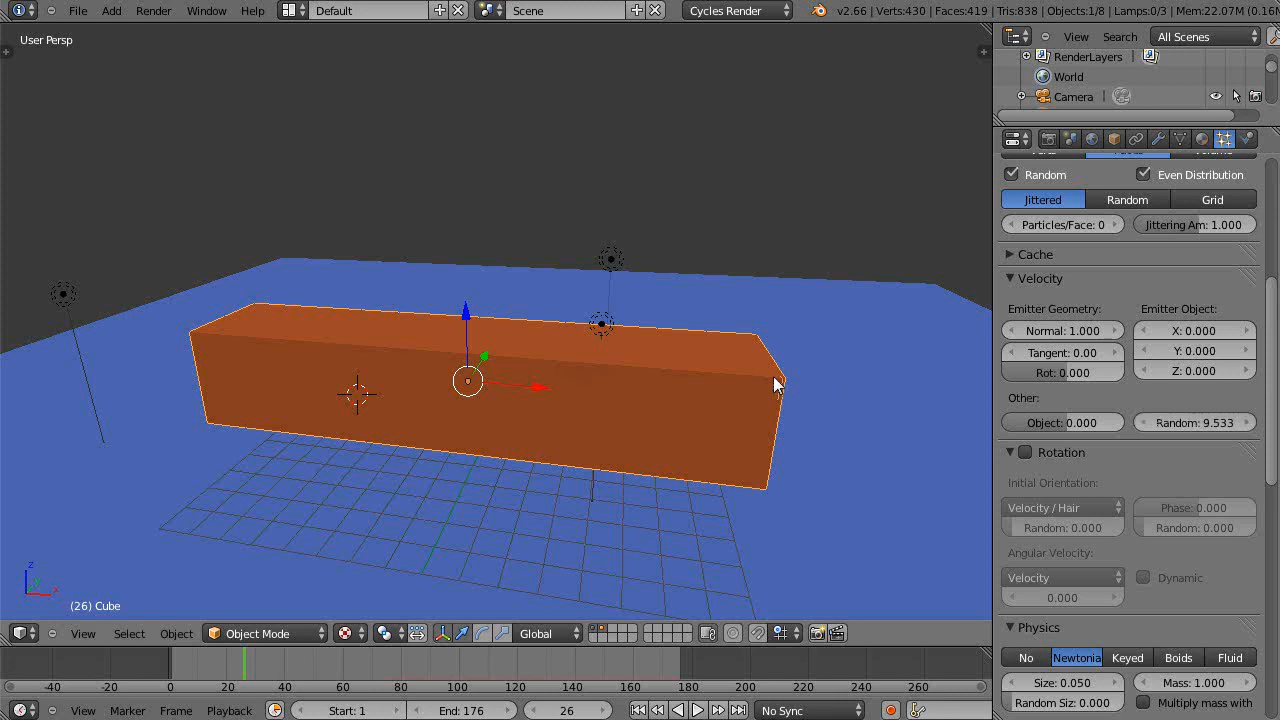 File Add Render Window Help Default Scene Cycles Render v2.66 | Verts:430 | Faces:419 | Tris:838 | Objects:1/8 | Lamps:0/3 | Mem:22.07M (0.16M
User Persp
View Search All Scenes
RenderLayers
World
Camera
Random Even Distribution
Jittered Random Grid
Particles/Face: 0 Jittering Am: 1.000
Cache
Velocity
Emitter Geometry: Emitter Object:
Normal: 1.000 X: 0.000
Tangent: 0.00 Y: 0.000
Rot: 0.000 Z: 0.000
Other:
Object: 0.000 Random: 9.533
Rotation
Initial Orientation:
Velocity / Hair Phase: 0.000
Random: 0.000 Random: 0.000
Angular Velocity:
Velocity Dynamic
0.000
z
y
x
(26) Cube
Physics
View Select Object Object Mode Global
No Newtonia Keyed Boids Fluid
Size: 0.050 Mass: 1.000
Random Siz: 0.000 Multiply mass with
-40 -20 0 20 40 60 80 100 120 140 160 180 200 220 240 260
View Marker Frame Playback Start: 1 End: 176 26 No Sync